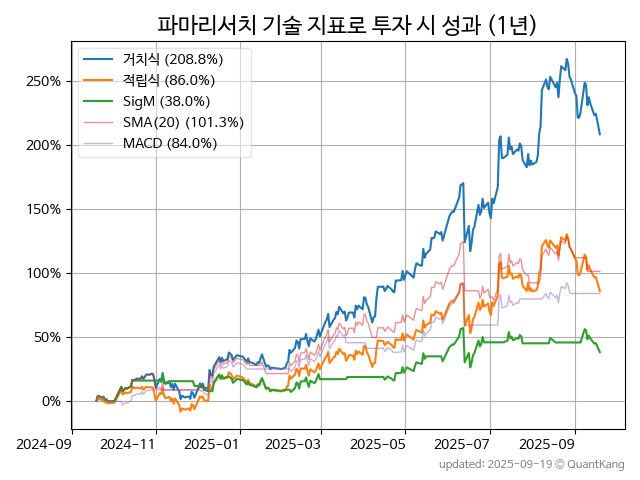 파마리서치 기술 지표로 투자 시 성과 (1년)
거치식 (208.8%)
적립식 (86.0%)
SigM (38.0%)
SMA(20) (101.3%)
MACD (84.0%)
250%
200%
150%
100%
50%
0%
2024-09 2024-11 2025-01 2025-03 2025-05 2025-07 2025-09
updated: 2025-09-19 © QuantKang